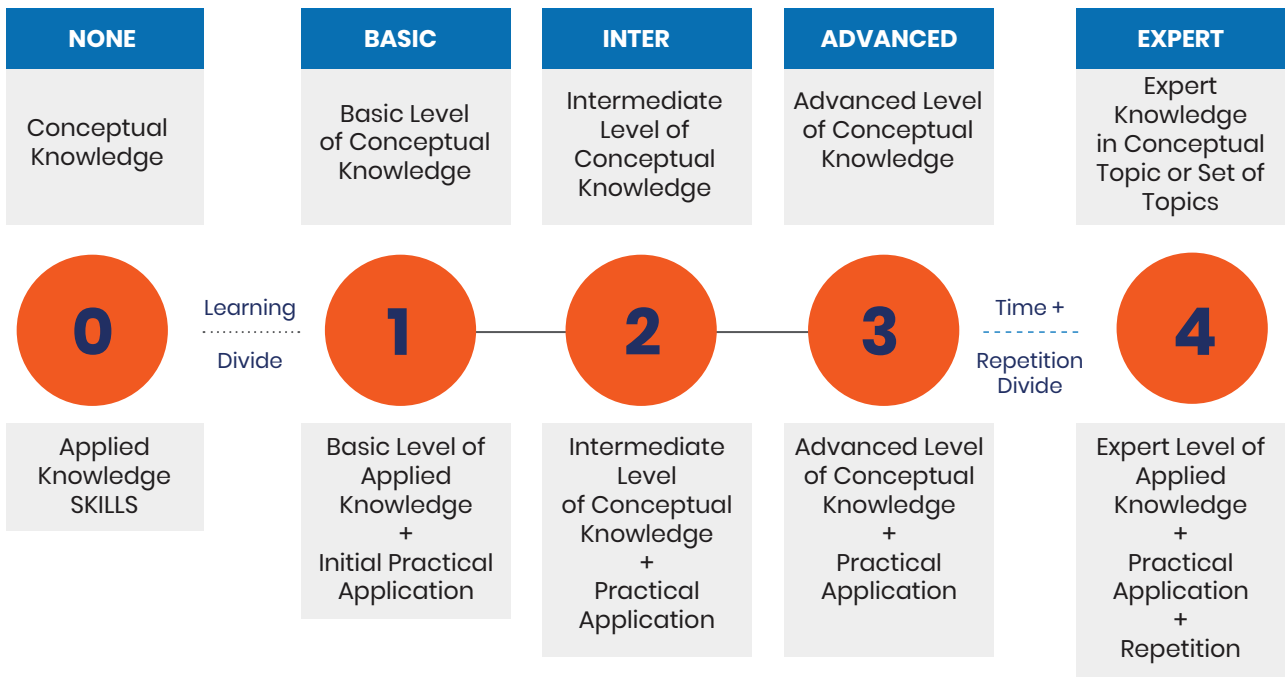 NONE
BASIC
INTER
ADVANCED
EXPERT
Conceptual
Knowledge
Basic Level
of Conceptual
Knowledge
Intermediate
Level of
Conceptual
Knowledge
Advanced Level
of Conceptual
Knowledge
Expert
Knowledge
in Conceptual
Topic or Set of
Topics
0
Learning
Divide
1
2
3
Time +
Repetition
Divide
4
Applied
Knowledge
SKILLS
Basic Level of
Applied
Knowledge
+
Initial Practical
Application
Intermediate
Level
of Conceptual
Knowledge
+
Practical
Application
Advanced Level
of Conceptual
Knowledge
+
Practical
Application
Expert Level of
Applied
Knowledge
+
Practical
Application
+
Repetition